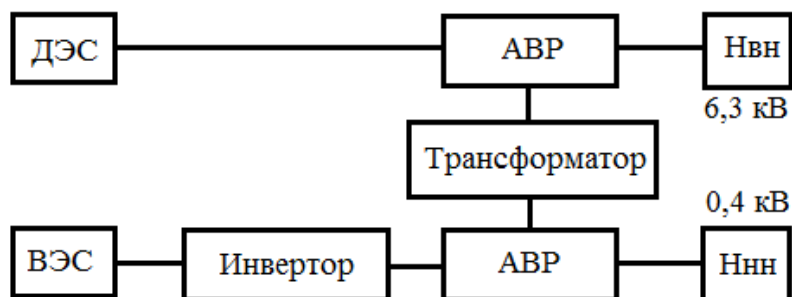 ДЭС
АВР
Нвн
6,3 кВ
Трансформатор
0,4 кВ
ВЭС
Инвертор
АВР
Ннн